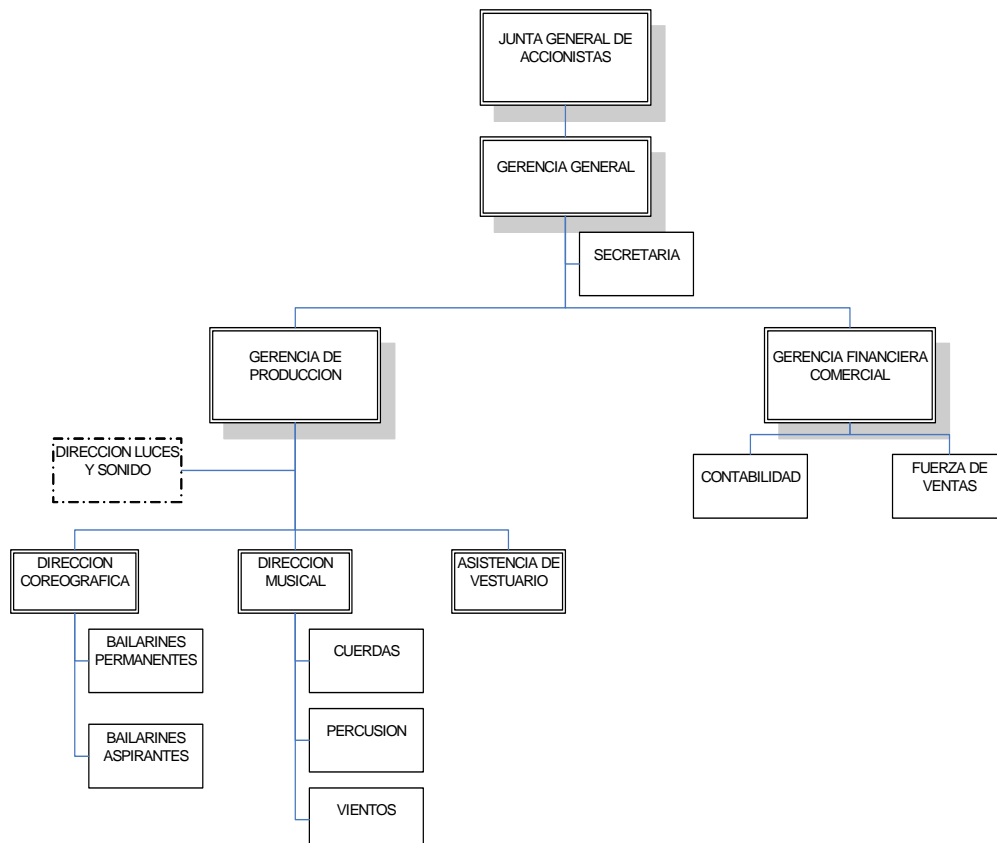 JUNTA GENERAL DE
ACCIONISTAS
GERENCIA GENERAL
SECRETARIA
GERENCIA DE
PRODUCCION
GERENCIA FINANCIERA
COMERCIAL
DIRECCION LUCES
Y SONIDO
CONTABILIDAD
FUERZA DE
VENTAS
DIRECCION
COREOGRAFICA
DIRECCION
MUSICAL
ASISTENCIA DE
VESTUARIO
BAILARINES
PERMANENTES
CUERDAS
BAILARINES
ASPIRANTES
PERCUSION
VIENTOS